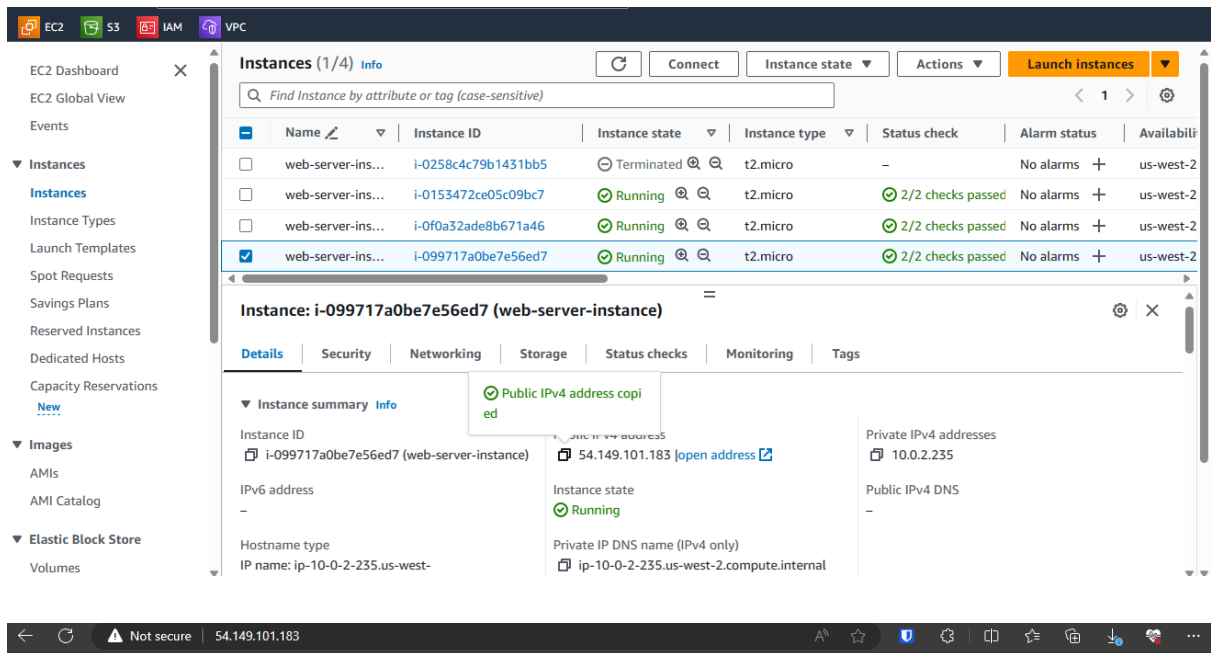 EC2 S3 IAM VPC
EC2 Dashboard
EC2 Global View
Events
Instances
Instances
Instance Types
Launch Templates
Spot Requests
Savings Plans
Reserved Instances
Dedicated Hosts
Capacity Reservations
New
Images
AMIs
AMI Catalog
Elastic Block Store
Volumes
Instances (1/4) Info
Connect Instance state Actions Launch instances
Find Instance by attribute or tag (case-sensitive)
1
Name Instance ID Instance state Instance type Status check Alarm status Availabili
web-server-ins... i-0258c4c79b1431bb5 Terminated t2.micro – No alarms us-west-2
web-server-ins... i-0153472ce05c09bc7 Running t2.micro 2/2 checks passed No alarms us-west-2
web-server-ins... i-0f0a32ade8b671a46 Running t2.micro 2/2 checks passed No alarms us-west-2
web-server-ins... i-099717a0be7e56ed7 Running t2.micro 2/2 checks passed No alarms us-west-2
Instance: i-099717a0be7e56ed7 (web-server-instance)
Details Security Networking Storage Status checks Monitoring Tags
Public IPv4 address copi
ed
Instance summary Info
Instance ID
i-099717a0be7e56ed7 (web-server-instance)
Public IPv4 address
54.149.101.183 |open address
Private IPv4 addresses
10.0.2.235
IPv6 address
–
Instance state
Running
Public IPv4 DNS
–
Hostname type
IP name: ip-10-0-2-235.us-west-
Private IP DNS name (IPv4 only)
ip-10-0-2-235.us-west-2.compute.internal
Not secure 54.149.101.183